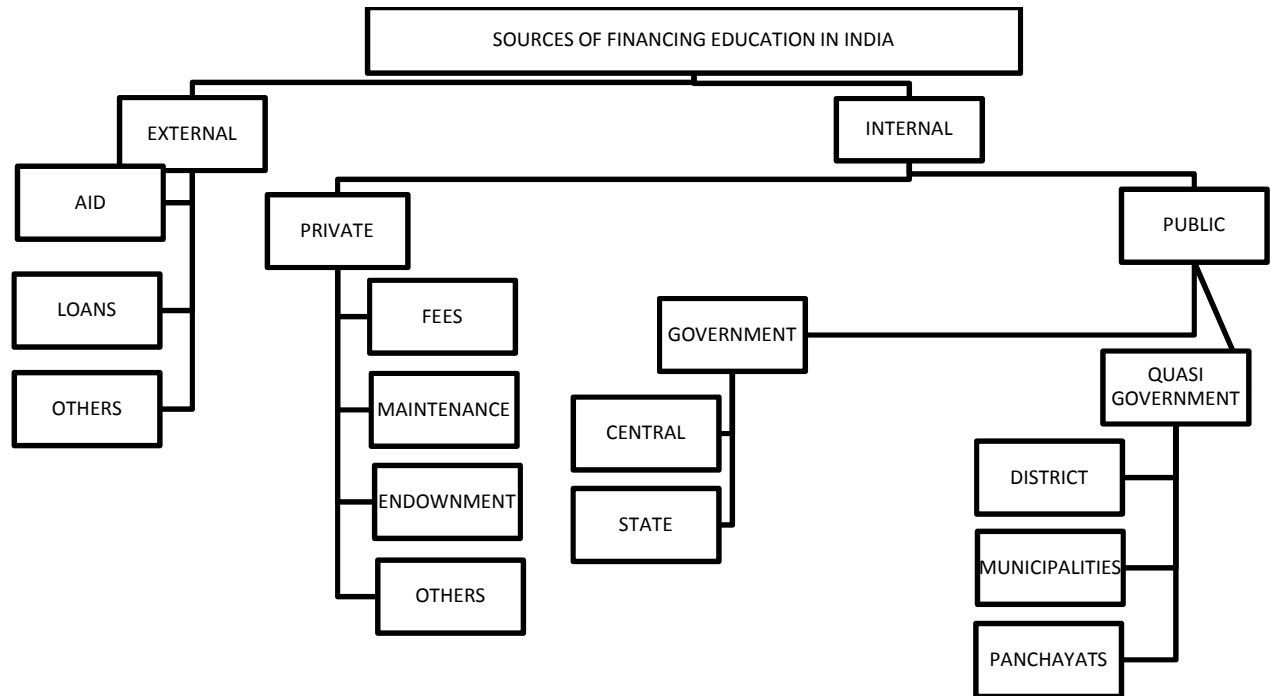 SOURCES OF FINANCING EDUCATION IN INDIA
EXTERNAL
INTERNAL
AID
LOANS
OTHERS
PRIVATE
PUBLIC
FEES
MAINTENANCE
ENDOWNMENT
OTHERS
GOVERNMENT
CENTRAL
STATE
QUASI
GOVERNMENT
DISTRICT
MUNICIPALITIES
PANCHAYATS